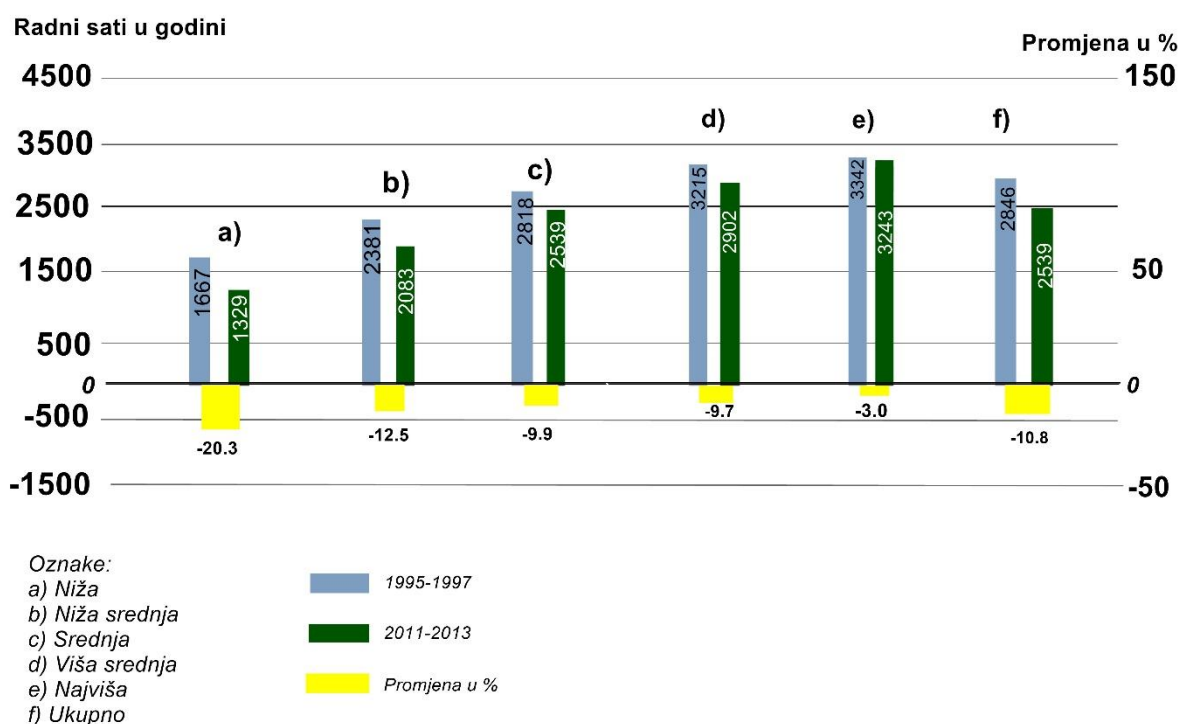 Radni sati u godini
Promjena u %
4500
150
3500
2500
1500
50
500
0
0
-500
-1500
-50
a)
b)
c)
d)
e)
f)
1667
1329
2381
2083
2818
2539
3215
2902
3342
3243
2846
2539
-20.3
-12.5
-9.9
-9.7
-3.0
-10.8
Oznake:
a) Niža
b) Niža srednja
c) Srednja
d) Viša srednja
e) Najviša
f) Ukupno
1995-1997
2011-2013
Promjena u %